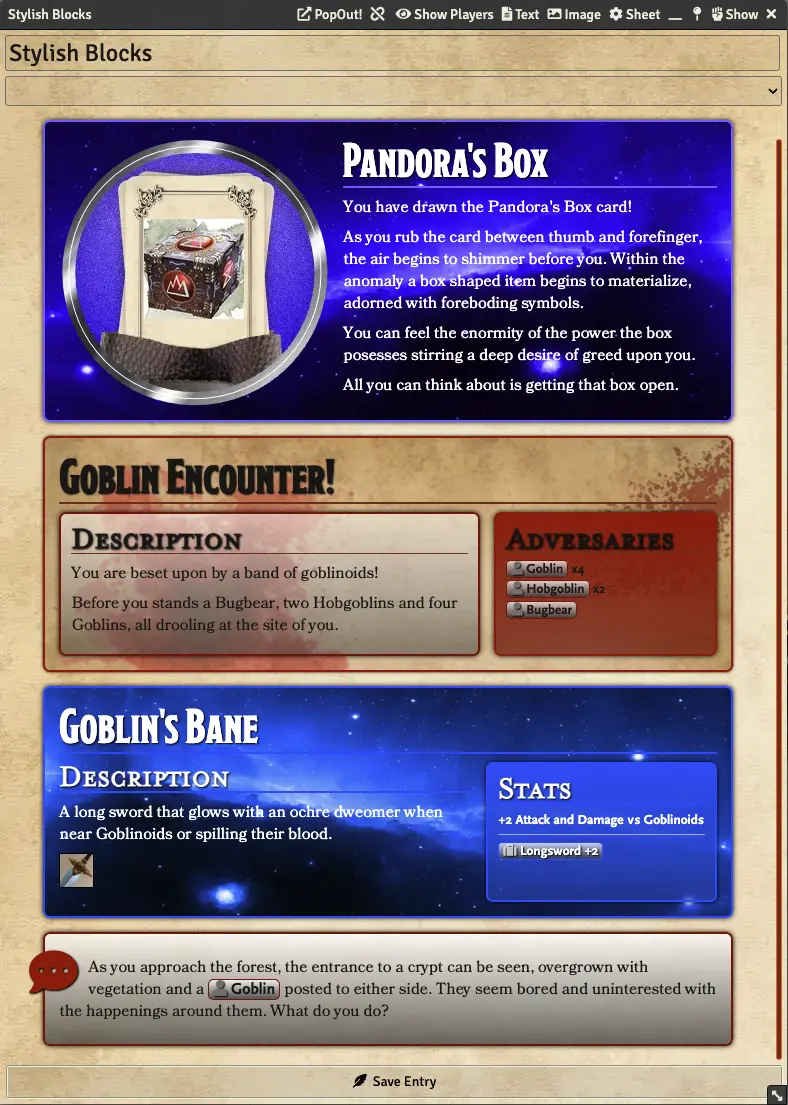 Stylish Blocks
PopOut! Show Players Text Image Sheet Show
Stylish Blocks
Pandora's Box
You have drawn the Pandora's Box card!
As you rub the card between thumb and forefinger,
the air begins to shimmer before you. Within the
anomaly a box shaped item begins to materialize,
adorned with foreboding symbols.
You can feel the enormity of the power the box
posesses stirring a deep desire of greed upon you.
All you can think about is getting that box open.
Goblin Encounter!
Description
You are beset upon by a band of goblinoids!
Before you stands a Bugbear, two Hobgoblins and four
Goblins, all drooling at the site of you.
Adversaries
Goblin x4
Hobgoblin x2
Bugbear
Goblin's Bane
Description
A long sword that glows with an ochre dweomer when
near Goblinoids or spilling their blood.
Stats
+2 Attack and Damage vs Goblinoids
Longsword +2
As you approach the forest, the entrance to a crypt can be seen, overgrown with
vegetation and a Goblin posted to either side. They seem bored and uninterested with
the happenings around them. What do you do?
Save Entry